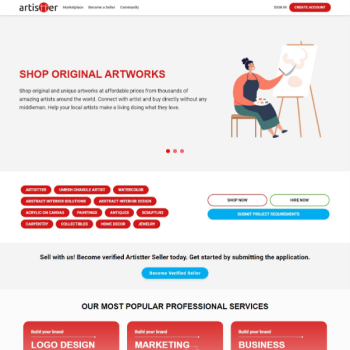 artistter
Marketplace Become a Seller Community
SIGN IN
CREATE ACCOUNT
SHOP ORIGINAL ARTWORKS
Shop original and unique artworks at affordable prices from thousands of
amazing artists around the world. Connect with artist and buy directly without any
middleman. Help your local artists make a living doing what they love.
ARTISTTER
UMESH CHAWLE ARTIST
WATERCOLOR
ABSTRACT INTERIOR SOLUTIONS
ABSTRACT INTERIOR DESIGN
ACRYLIC ON CANVAS
PAINTINGS
ANTIQUES
SCULPTURE
CARPENTRY
COLLECTIBLES
HOME DECOR
JEWELRY
SHOP NOW
HIRE NOW
SUBMIT PROJECT REQUIREMENTS
Sell with us! Become verified Artistter Seller today. Get started by submitting the application.
Become Verified Seller
OUR MOST POPULAR PROFESSIONAL SERVICES
Build your brand
LOGO DESIGN
Build your brand
MARKETING
Build your brand
BUSINESS